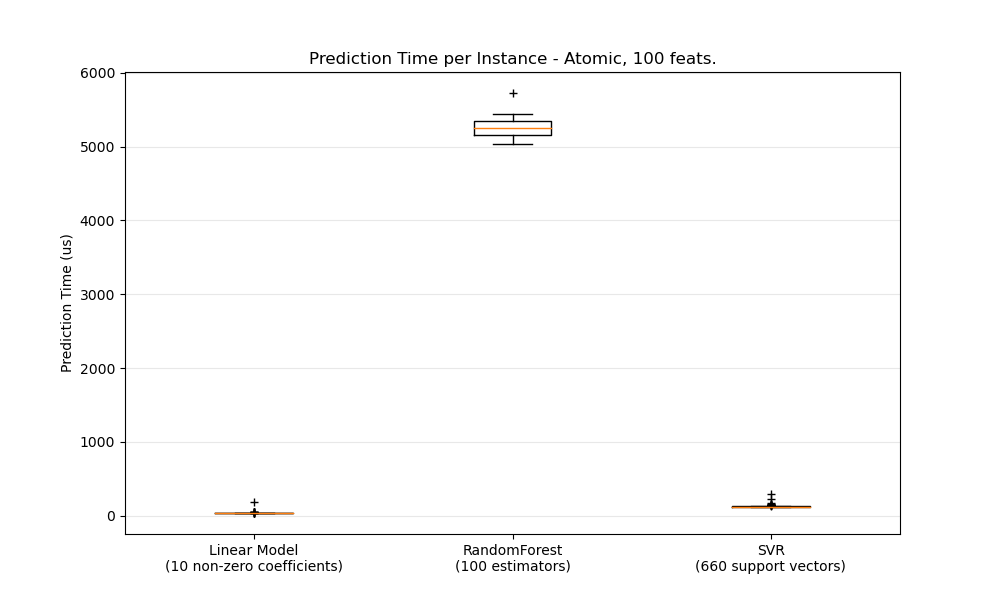 Prediction Time per Instance - Atomic, 100 feats.
6000
5000
4000
3000
2000
1000
0
Prediction Time (us)
Linear Model
(10 non-zero coefficients)
RandomForest
(100 estimators)
SVR
(660 support vectors)